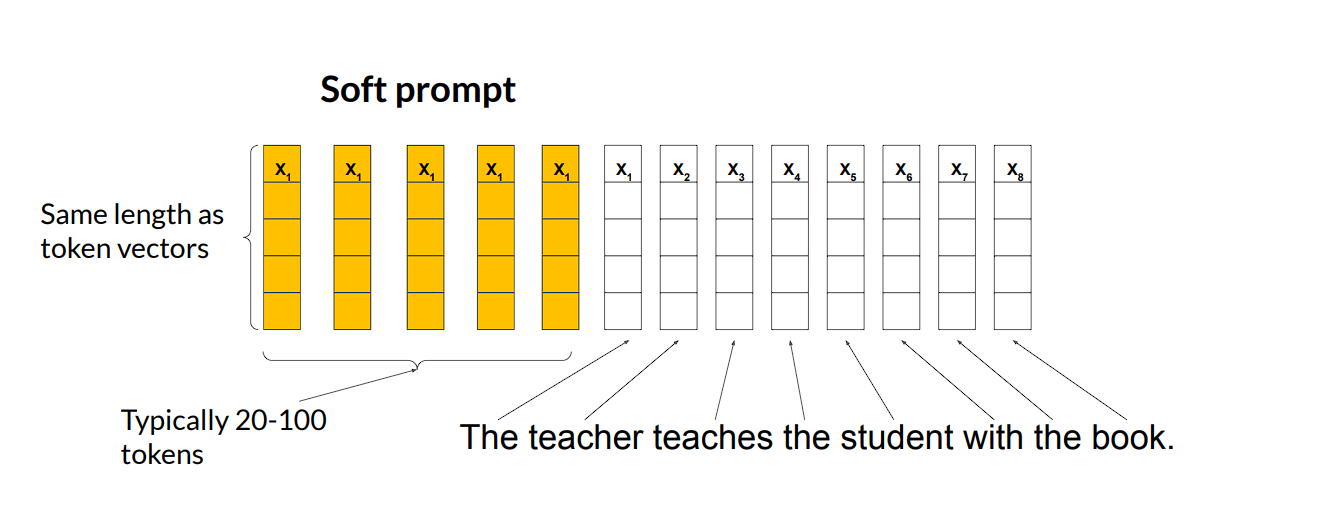 Soft prompt
x₁ x₁ x₁ x₁ x₁ x₁ x₂ x₃ x₄ x₅ x₆ x₇ x₈
Same length as
token vectors
Typically 20-100
tokens
The teacher teaches the student with the book.